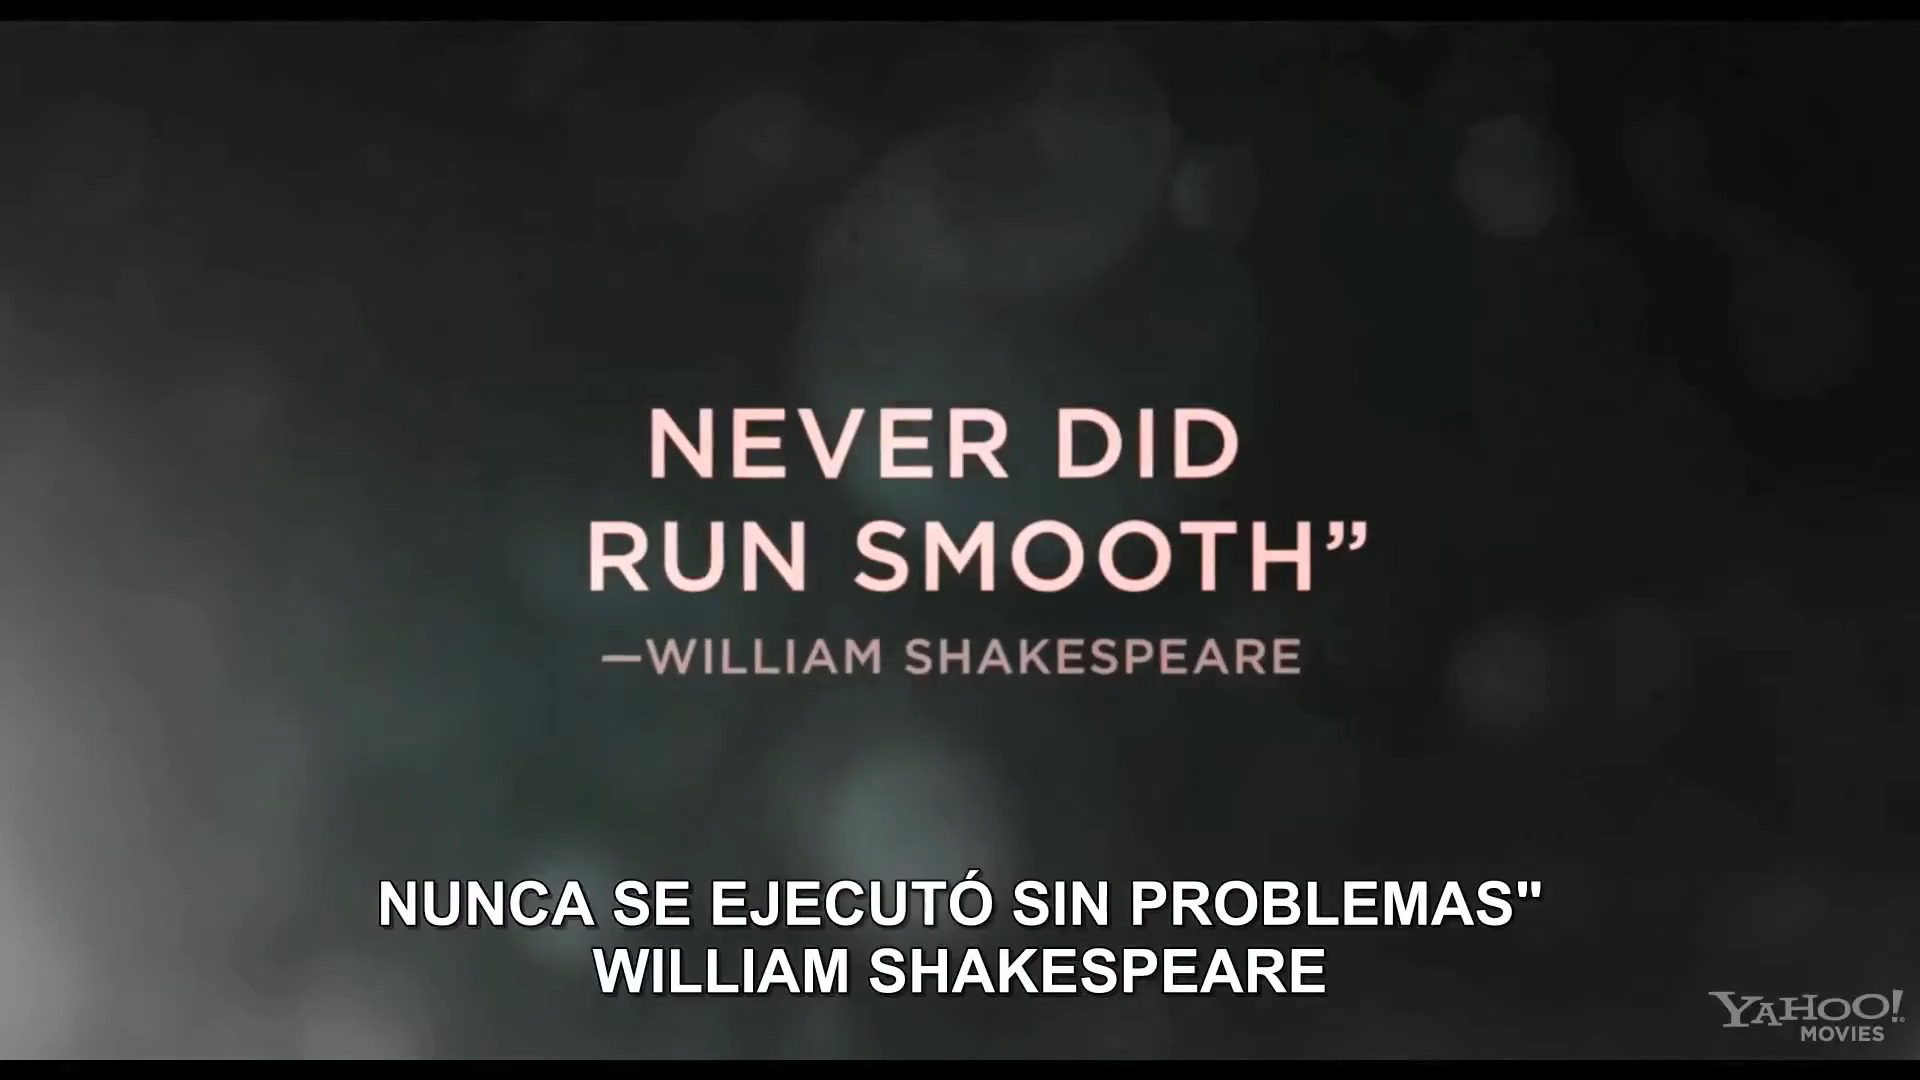 NEVER DID
RUN SMOOTH”
—WILLIAM SHAKESPEARE
NUNCA SE EJECUTÓ SIN PROBLEMAS"
WILLIAM SHAKESPEARE
YAHOO!
MOVIES